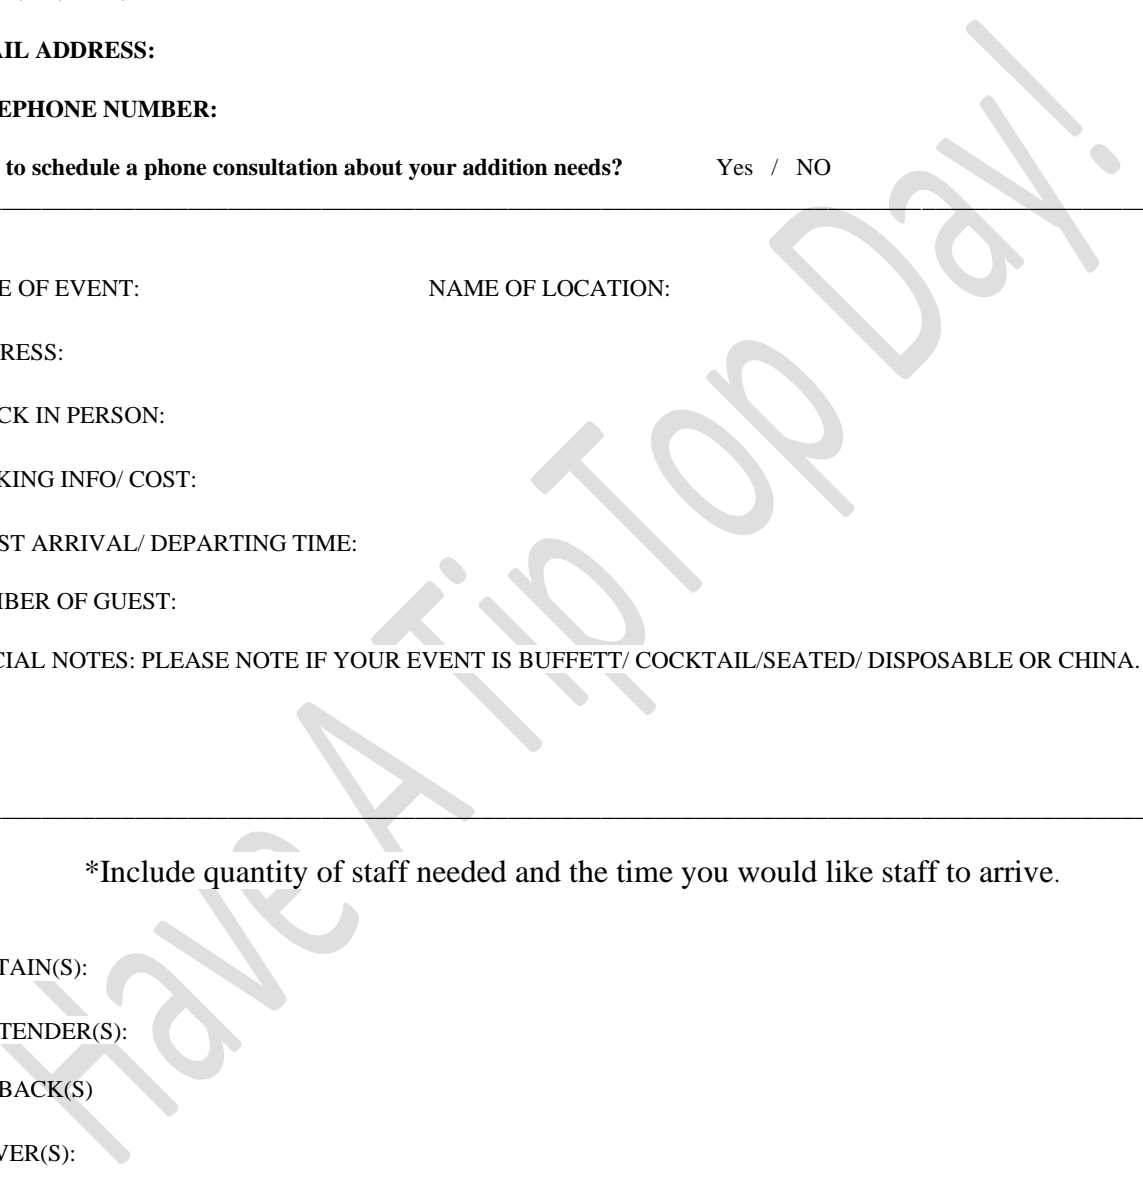 AIL ADDRESS:
EPHONE NUMBER:
to schedule a phone consultation about your addition needs? Yes / NO
E OF EVENT: NAME OF LOCATION:
RESS:
CK IN PERSON:
KING INFO/ COST:
ST ARRIVAL/ DEPARTING TIME:
MBER OF GUEST:
CIAL NOTES: PLEASE NOTE IF YOUR EVENT IS BUFFETT/ COCKTAIL/SEATED/ DISPOSABLE OR CHINA.
*Include quantity of staff needed and the time you would like staff to arrive.
TAIN(S):
TENDER(S):
BACK(S)
VER(S):
Have A TipTop Day!